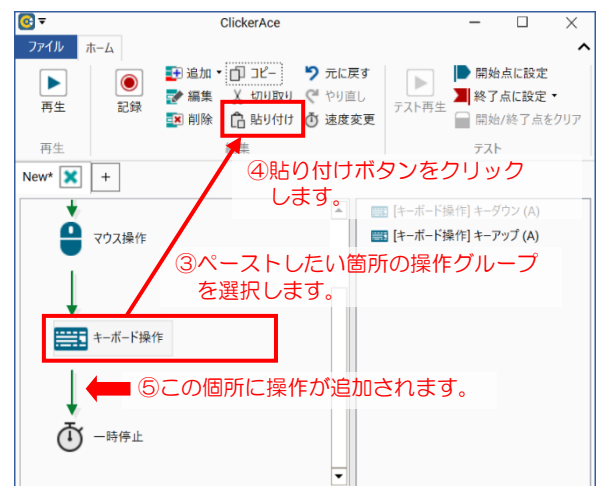 ClickerAce
ファイル ホーム
再生
記録
追加
編集
削除
コピー
切り取り
貼り付け
元に戻す
やり直し
速度変更
テスト再生
開始点に設定
終了点に設定
開始/終了点をクリア
再生
編集
テスト
New*
④貼り付けボタンをクリック
します。
マウス操作
[キーボード操作] キーダウン (A)
[キーボード操作] キーアップ (A)
③ペーストしたい箇所の操作グループ
を選択します。
キーボード操作
⑤この個所に操作が追加されます。
一時停止